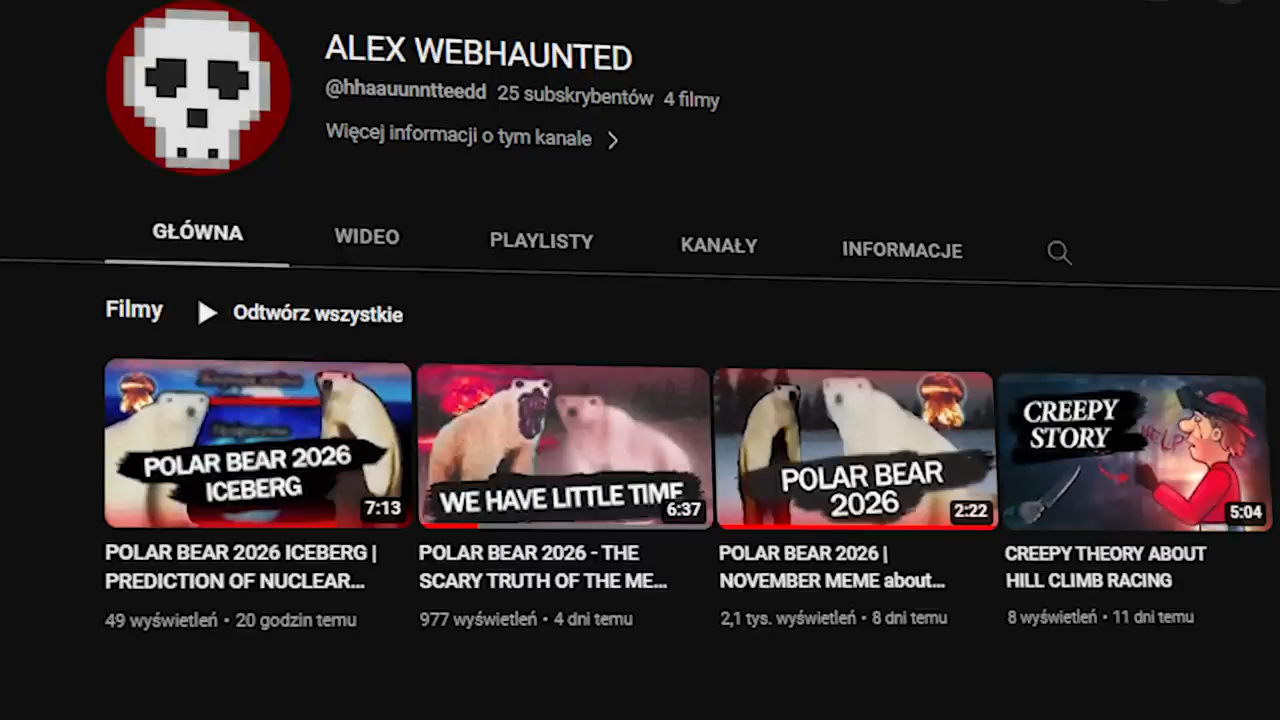 ALEX WEBHAUNTED
@hhaauunntteedd 25 subskrybentów 4 filmy
Więcej informacji o tym kanale
GŁÓWNA WIDEO PLAYLISTY KANAŁY INFORMACJE
Filmy Odtwórz wszystkie
POLAR BEAR 2026
ICEBERG
7:13
WE HAVE LITTLE TIME
6:37
POLAR BEAR
2026
2:22
CREEPY
STORY
HELP
5:04
POLAR BEAR 2026 ICEBERG |
PREDICTION OF NUCLEAR...
49 wyświetleń • 20 godzin temu
POLAR BEAR 2026 - THE
SCARY TRUTH OF THE ME...
977 wyświetleń • 4 dni temu
POLAR BEAR 2026 |
NOVEMBER MEME about...
2,1 tys. wyświetleń • 8 dni temu
CREEPY THEORY ABOUT
HILL CLIMB RACING
8 wyświetleń • 11 dni temu